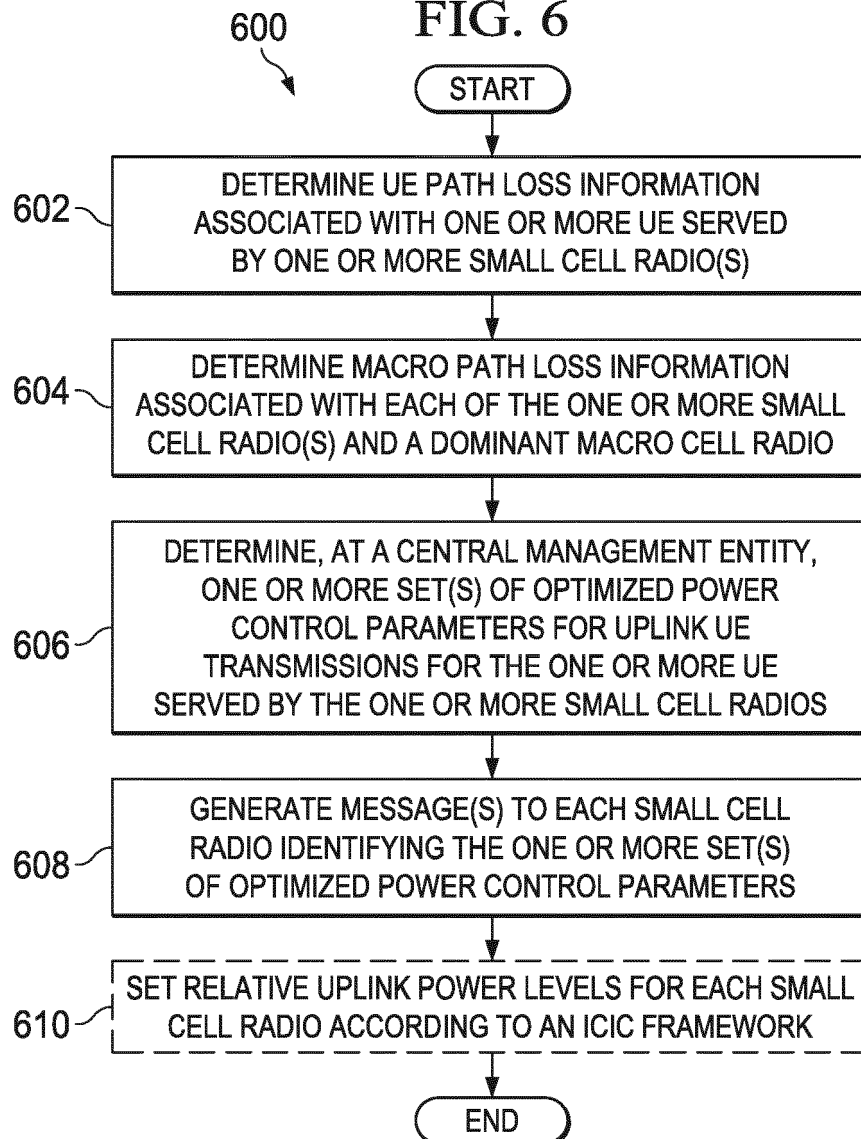 FIG. 6
600
START
602
DETERMINE UE PATH LOSS INFORMATION
ASSOCIATED WITH ONE OR MORE UE SERVED
BY ONE OR MORE SMALL CELL RADIO(S)
604
DETERMINE MACRO PATH LOSS INFORMATION
ASSOCIATED WITH EACH OF THE ONE OR MORE SMALL
CELL RADIO(S) AND A DOMINANT MACRO CELL RADIO
606
DETERMINE, AT A CENTRAL MANAGEMENT ENTITY,
ONE OR MORE SET(S) OF OPTIMIZED POWER
CONTROL PARAMETERS FOR UPLINK UE
TRANSMISSIONS FOR THE ONE OR MORE UE
SERVED BY THE ONE OR MORE SMALL CELL RADIOS
608
GENERATE MESSAGE(S) TO EACH SMALL CELL
RADIO IDENTIFYING THE ONE OR MORE SET(S)
OF OPTIMIZED POWER CONTROL PARAMETERS
610
SET RELATIVE UPLINK POWER LEVELS FOR EACH SMALL
CELL RADIO ACCORDING TO AN ICIC FRAMEWORK
END